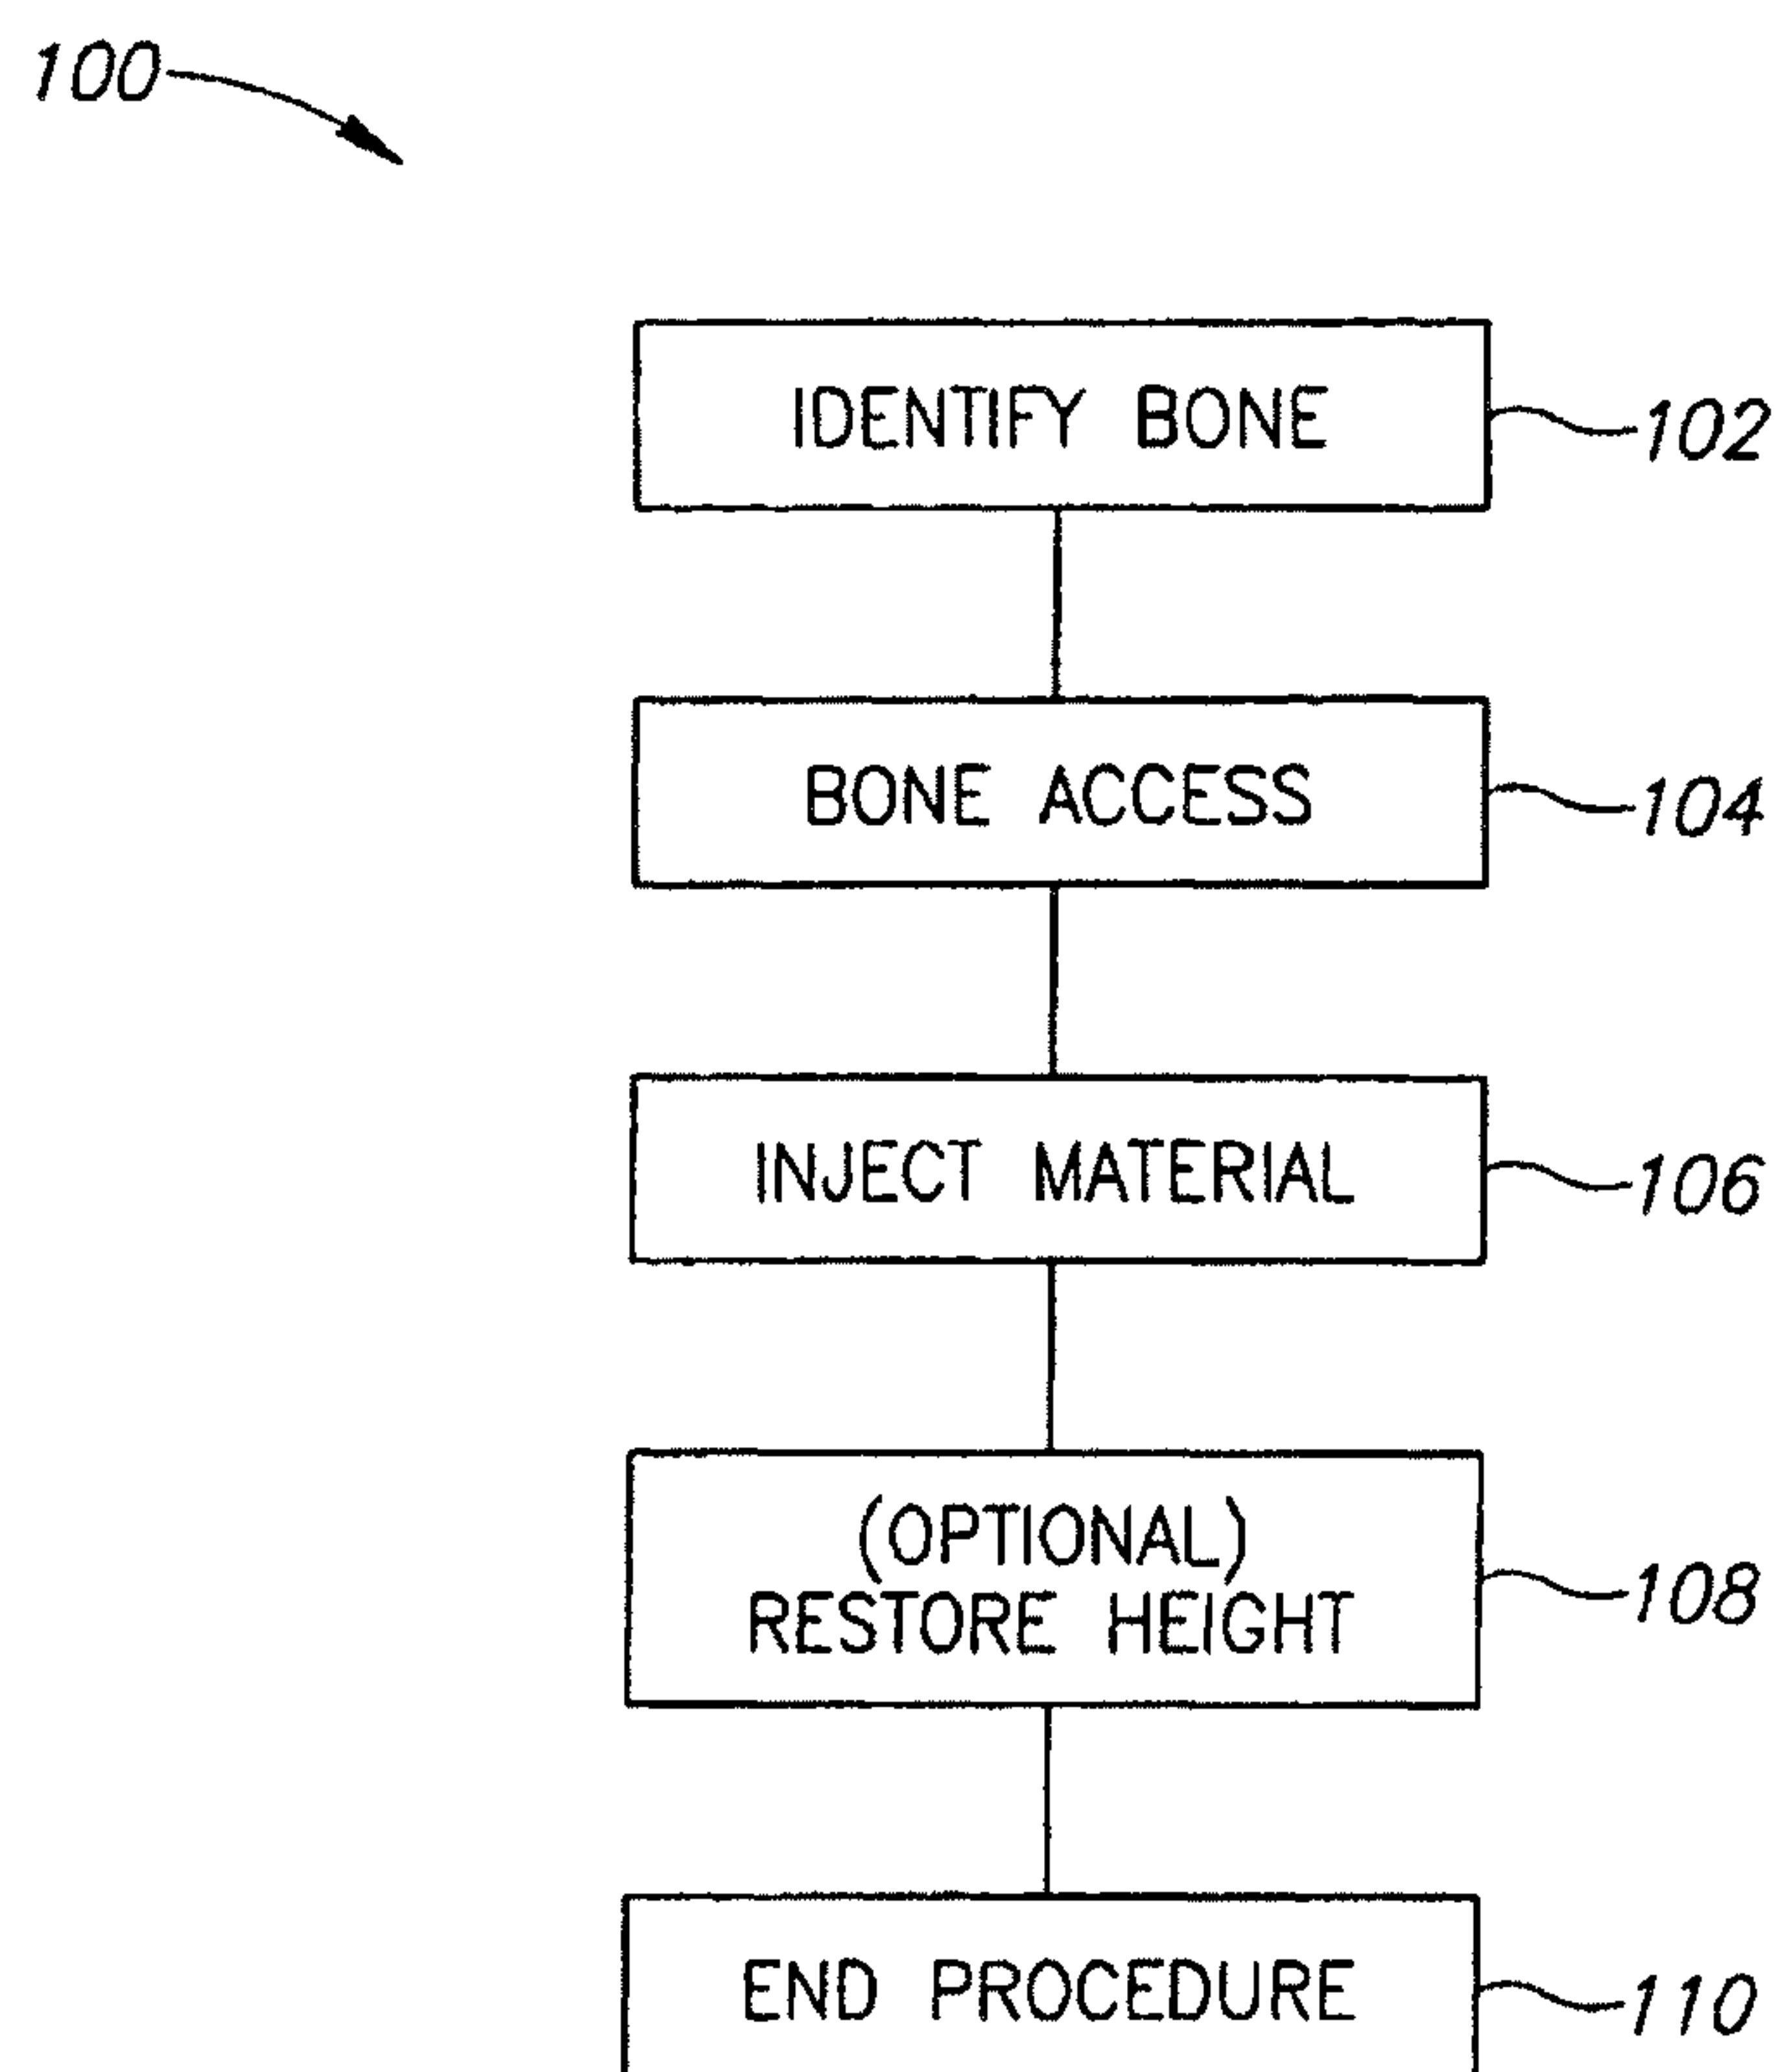 100
IDENTIFY BONE
102
BONE ACCESS
104
INJECT MATERIAL
106
(OPTIONAL)
RESTORE HEIGHT
108
END PROCEDURE
110